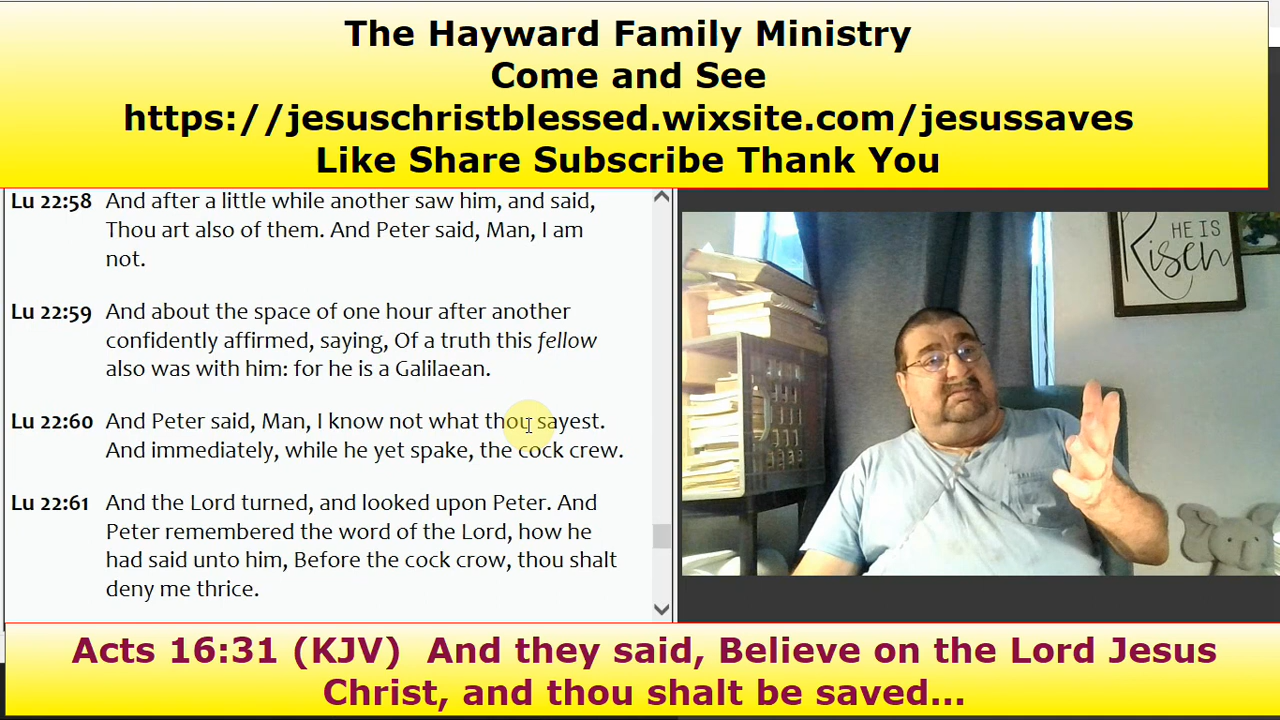 The Hayward Family Ministry
Come and See
https://jesuschristblessed.wixsite.com/jesussaves
Like Share Subscribe Thank You
Lu 22:58 And after a little while another saw him, and said,
Thou art also of them. And Peter said, Man, I am
not.
Lu 22:59 And about the space of one hour after another
confidently affirmed, saying, Of a truth this fellow
also was with him: for he is a Galilaean.
Lu 22:60 And Peter said, Man, I know not what thou sayest.
And immediately, while he yet spake, the cock crew.
Lu 22:61 And the Lord turned, and looked upon Peter. And
Peter remembered the word of the Lord, how he
had said unto him, Before the cock crow, thou shalt
deny me thrice.
HE IS
Risen
Acts 16:31 (KJV) And they said, Believe on the Lord Jesus
Christ, and thou shalt be saved...